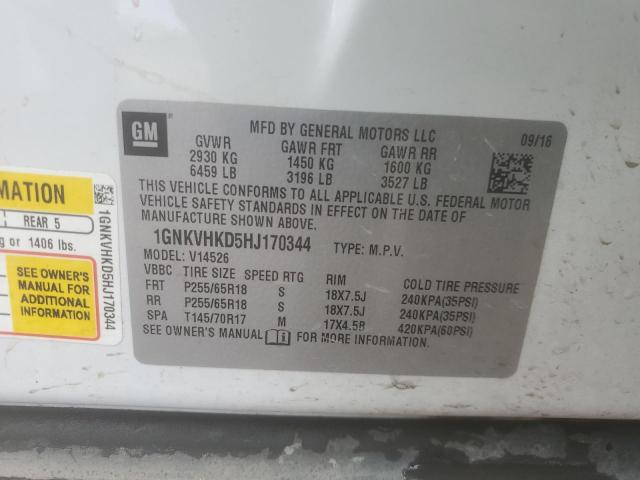 GM
MFD BY GENERAL MOTORS LLC
09/16
GVWR GAWR FRT GAWR RR
2930 KG 1450 KG 1600 KG
6459 LB 3196 LB 3527 LB
THIS VEHICLE CONFORMS TO ALL APPLICABLE U.S. FEDERAL MOTOR
VEHICLE SAFETY STANDARDS IN EFFECT ON THE DATE OF
MANUFACTURE SHOWN ABOVE.
1GNKVHKD5HJ170344 TYPE: M.P.V.
MODEL: V14526
VBBC TIRE SIZE SPEED RTG RIM COLD TIRE PRESSURE
FRT P255/65R18 S 18X7.5J 240KPA(35PSI)
RR P255/65R18 S 18X7.5J 240KPA(35PSI)
SPA T145/70R17 M 17X4.5B 420KPA(60PSI)
SEE OWNER'S MANUAL i FOR MORE INFORMATION.
REAR 5
or 1406 lbs.
SEE OWNER'S
MANUAL FOR
ADDITIONAL
INFORMATION
1GNKVHKD5HJ170344